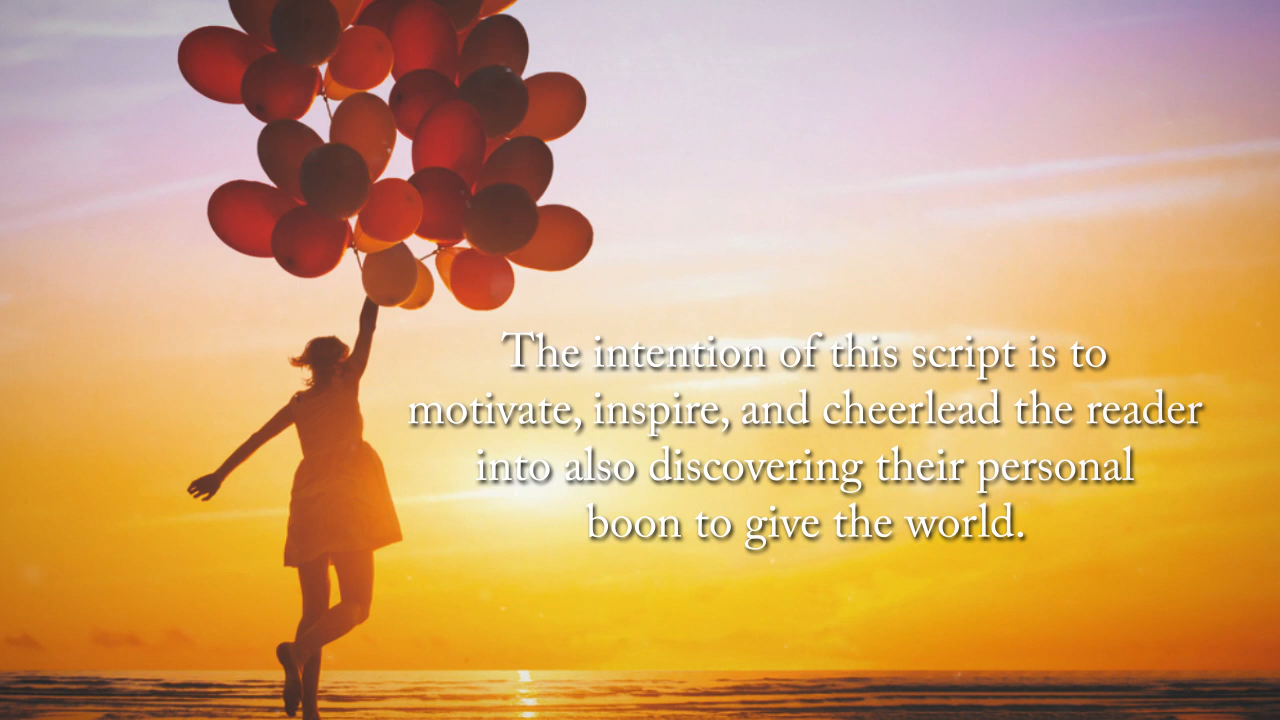 The intention of this script is to
motivate, inspire, and cheerlead the reader
into also discovering their personal
boon to give the world.